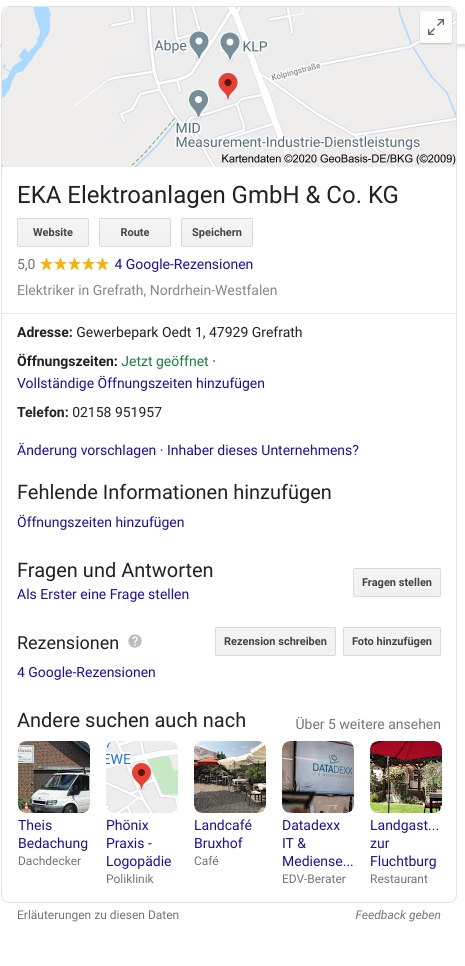 Abpe
KLP
Kolpingstraße
MID
Measurement-Industrie-Dienstleistungs
Kartendaten ©2020 GeoBasis-DE/BKG (©2009)
EKA Elektroanlagen GmbH & Co. KG
Website Route Speichern
5,0 ★★★★★ 4 Google-Rezensionen
Elektriker in Grefrath, Nordrhein-Westfalen
Adresse: Gewerbepark Oedt 1, 47929 Grefrath
Öffnungszeiten: Jetzt geöffnet ·
Vollständige Öffnungszeiten hinzufügen
Telefon: 02158 951957
Änderung vorschlagen · Inhaber dieses Unternehmens?
Fehlende Informationen hinzufügen
Öffnungszeiten hinzufügen
Fragen und Antworten
Fragen stellen
Als Erster eine Frage stellen
Rezensionen ? Rezension schreiben Foto hinzufügen
4 Google-Rezensionen
Andere suchen auch nach Über 5 weitere ansehen
EWE
DATADEXX
Theis
Bedachung
Dachdecker
Phönix
Praxis -
Logopädie
Poliklinik
Landcafé
Bruxhof
Café
Datadexx
IT &
Mediense...
EDV-Berater
Landgast...
zur
Fluchtburg
Restaurant
Erläuterungen zu diesen Daten Feedback geben